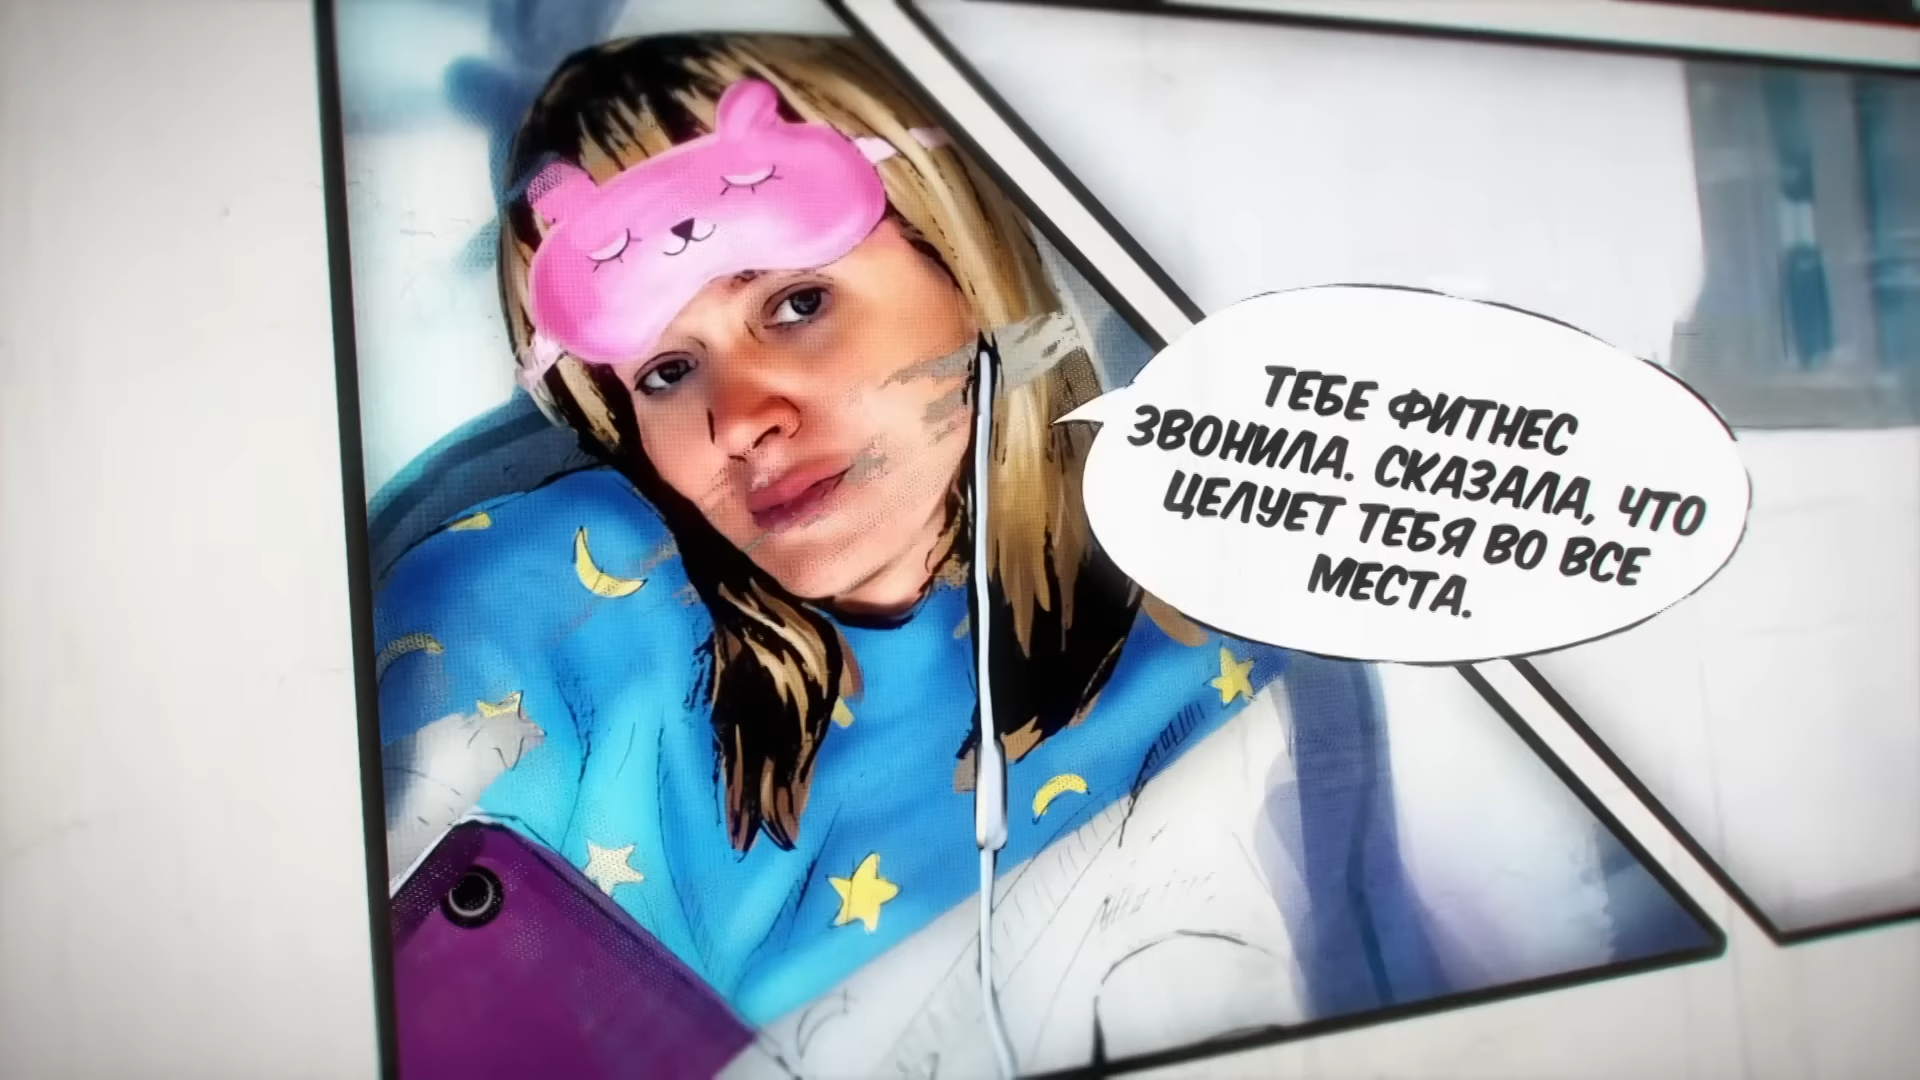 ТЕБЕ ФИТНЕС
ЗВОНИЛА. СКАЗАЛА, ЧТО
ЦЕЛУЕТ ТЕБЯ ВО ВСЕ
МЕСТА.